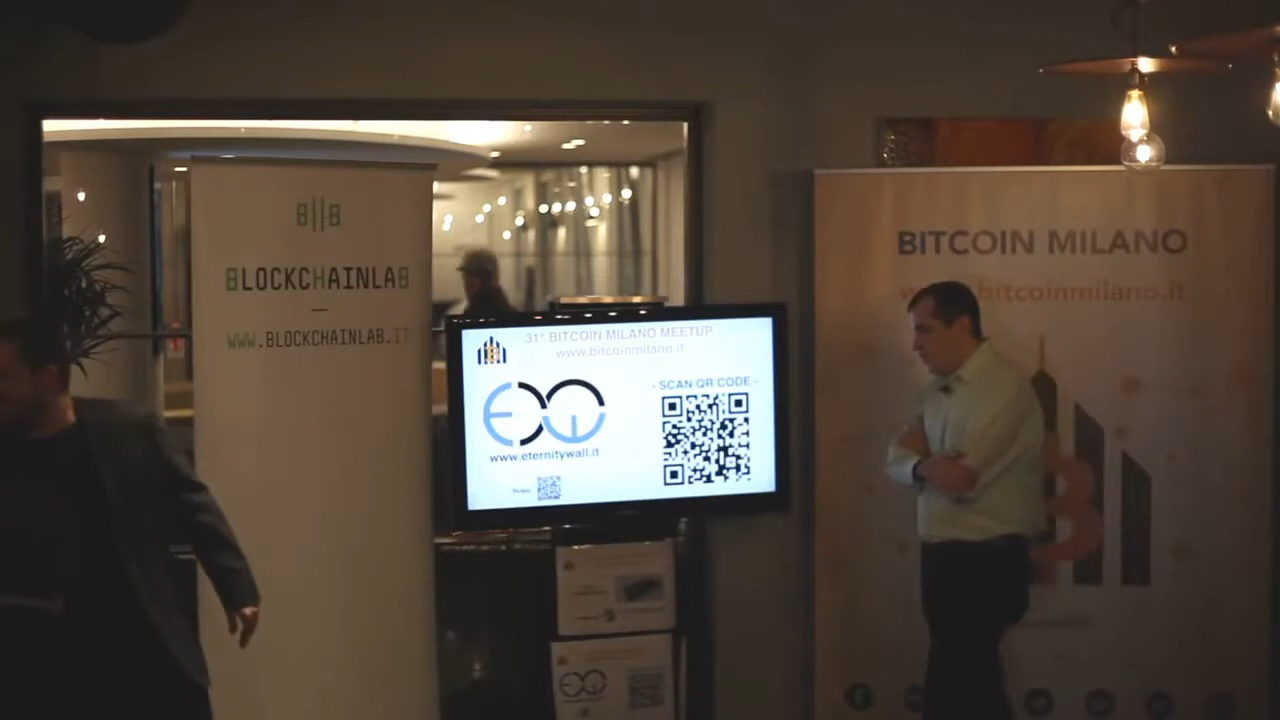 BLOCKCHAINLAB
WWW.BLOCKCHAINLAB.IT
31° BITCOIN MILANO MEETUP
www.bitcoinmilano.it
- SCAN QR CODE -
www.eternitywall.it
BITCOIN MILANO
bitcoinmilano.it